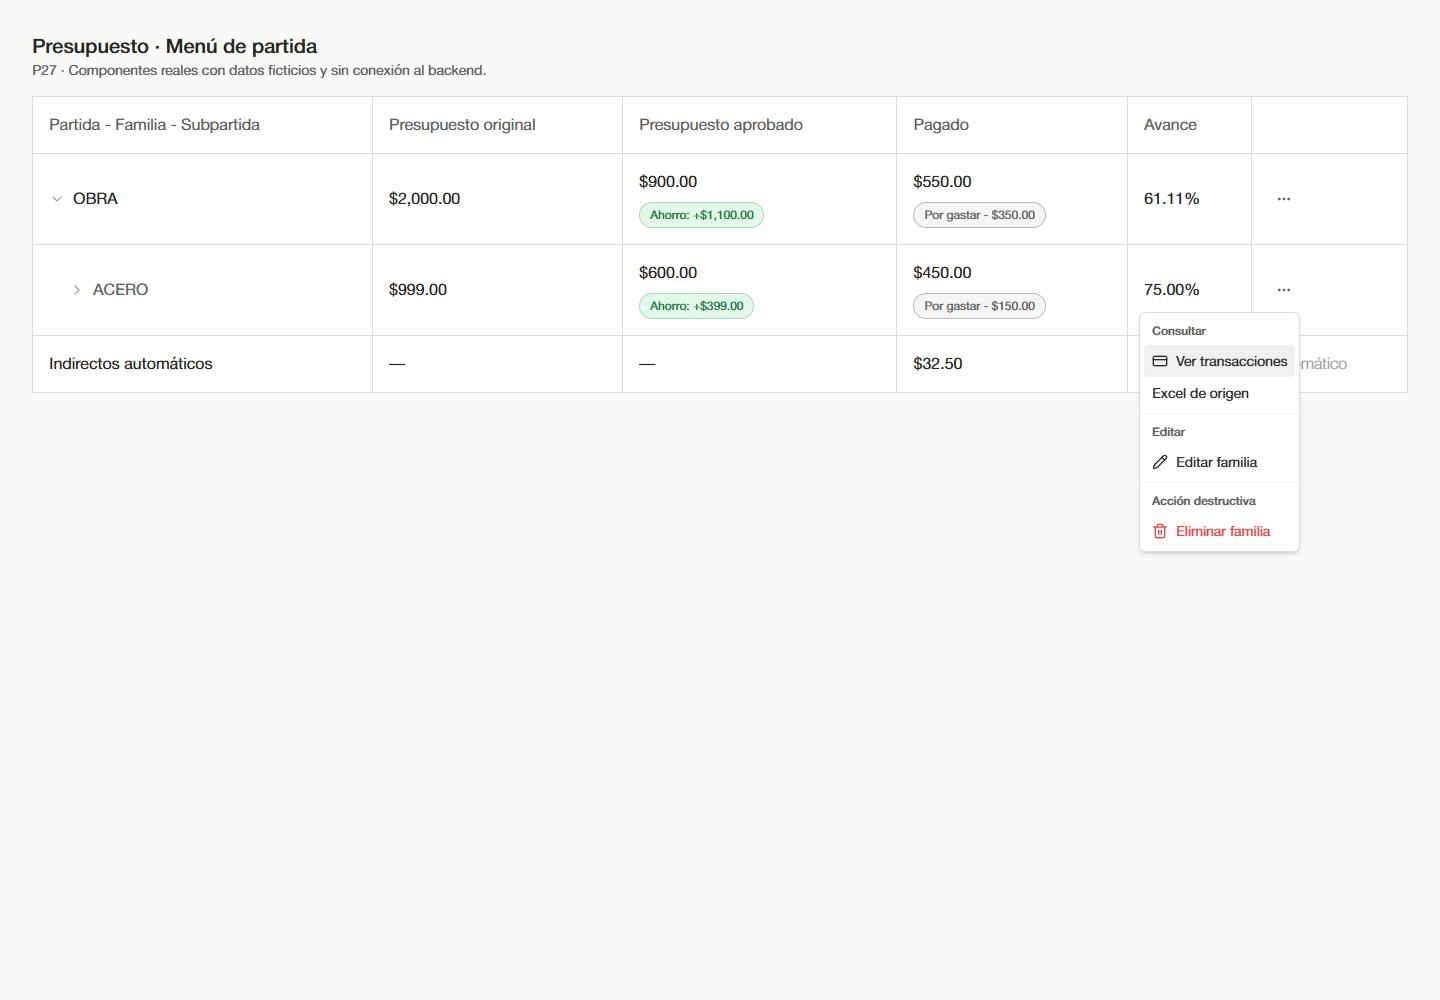 Presupuesto · Menú de partida
P27 · Componentes reales con datos ficticios y sin conexión al backend.
Partida - Familia - Subpartida Presupuesto original Presupuesto aprobado Pagado Avance
OBRA $2,000.00 $900.00 $550.00 61.11%
Ahorro: +$1,100.00 Por gastar - $350.00
ACERO $999.00 $600.00 $450.00 75.00%
Ahorro: +$399.00 Por gastar - $150.00
Indirectos automáticos — — $32.50 mático
Consultar
Ver transacciones
Excel de origen
Editar
Editar familia
Acción destructiva
Eliminar familia